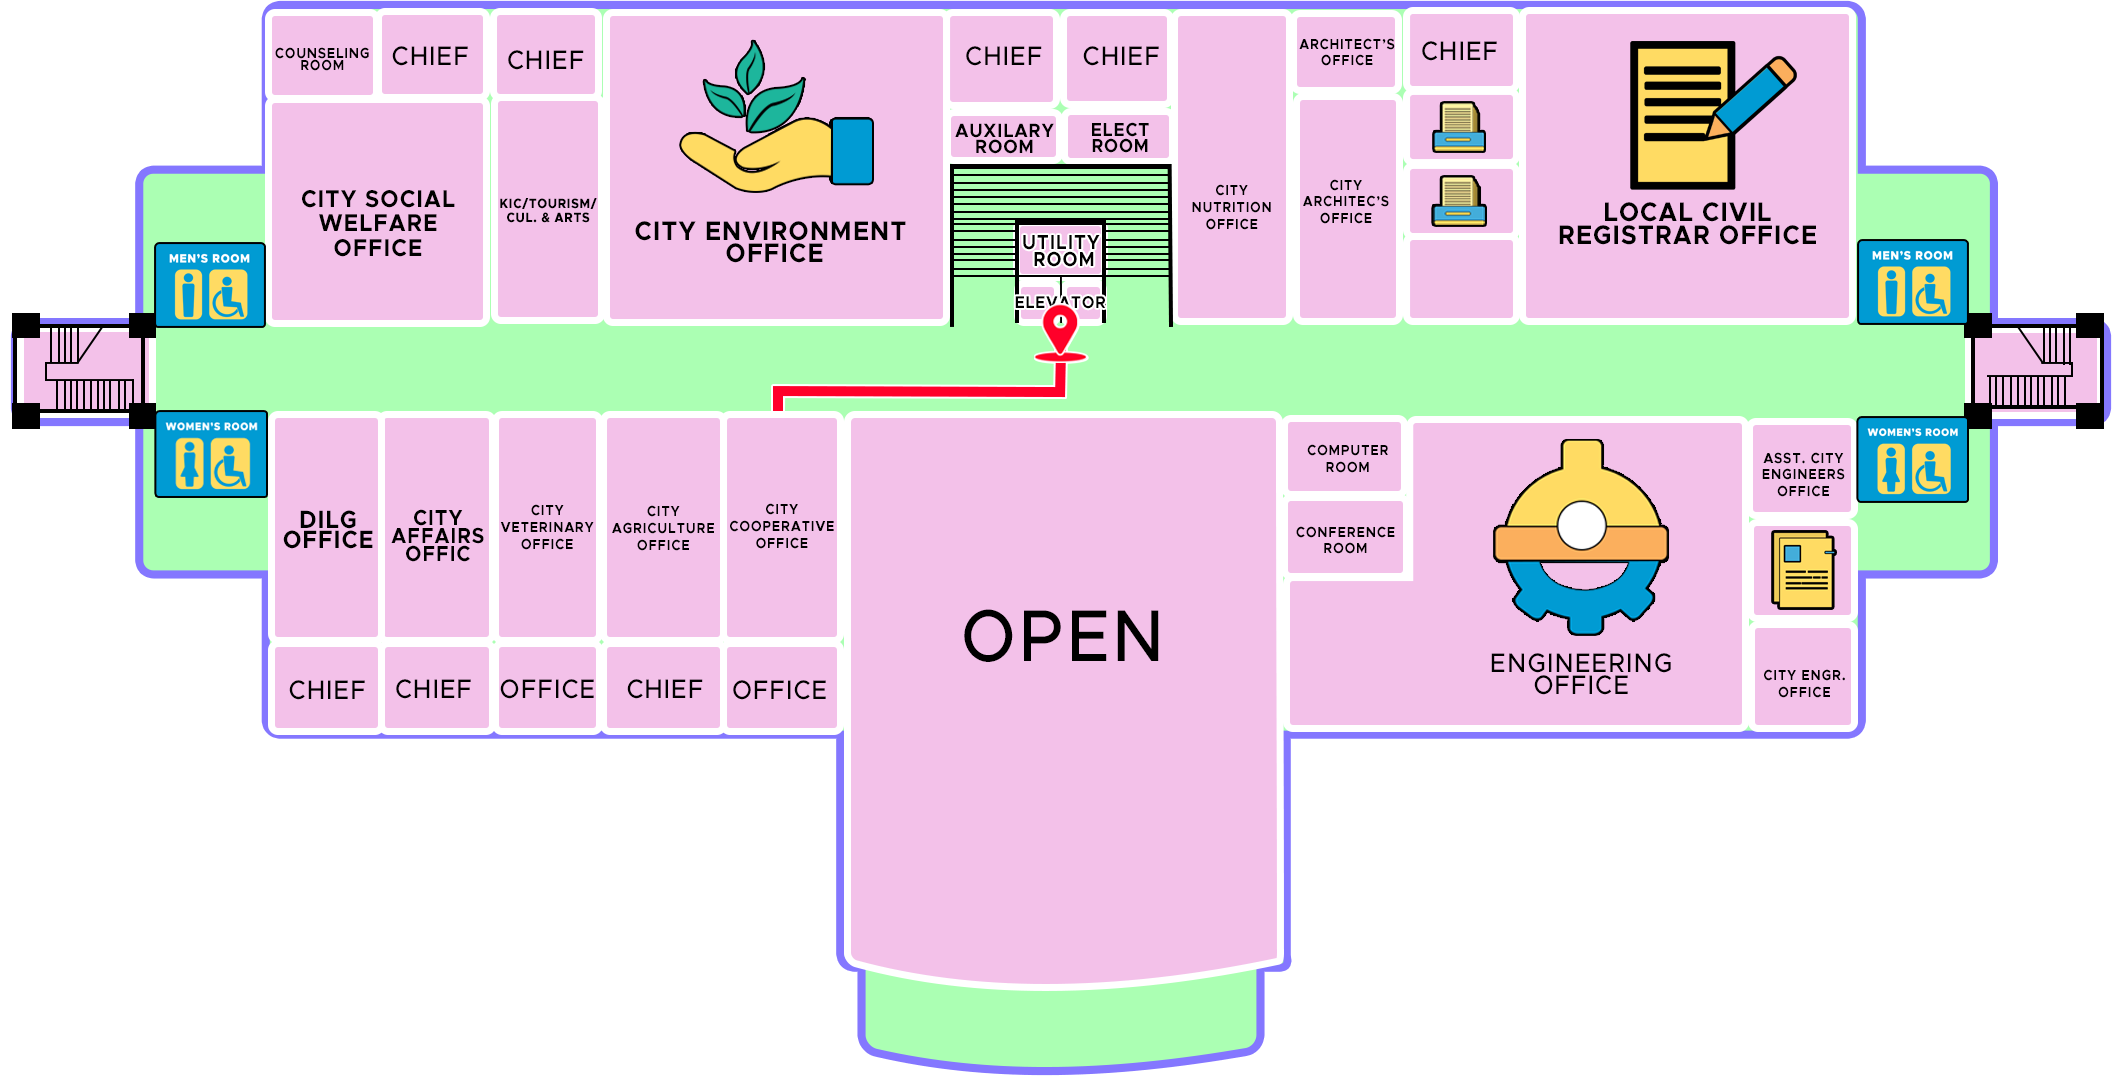 COUNSELING
ROOM
CHIEF
CHIEF
CITY SOCIAL
WELFARE
OFFICE
KIC/TOURISM/
CUL. & ARTS
CITY ENVIRONMENT
OFFICE
CHIEF
CHIEF
AUXILARY
ROOM
ELECT
ROOM
UTILITY
ROOM
ELEVATOR
CITY
NUTRITION
OFFICE
ARCHITECT'S
OFFICE
CITY
ARCHITEC'S
OFFICE
CHIEF
LOCAL CIVIL
REGISTRAR OFFICE
MEN'S ROOM
MEN'S ROOM
WOMEN'S ROOM
WOMEN'S ROOM
DILG
OFFICE
CITY
AFFAIRS
OFFIC
CITY
VETERINARY
OFFICE
CITY
AGRICULTURE
OFFICE
CITY
COOPERATIVE
OFFICE
CHIEF
CHIEF
OFFICE
CHIEF
OFFICE
OPEN
COMPUTER
ROOM
CONFERENCE
ROOM
ENGINEERING
OFFICE
ASST. CITY
ENGINEERS
OFFICE
CITY ENGR.
OFFICE